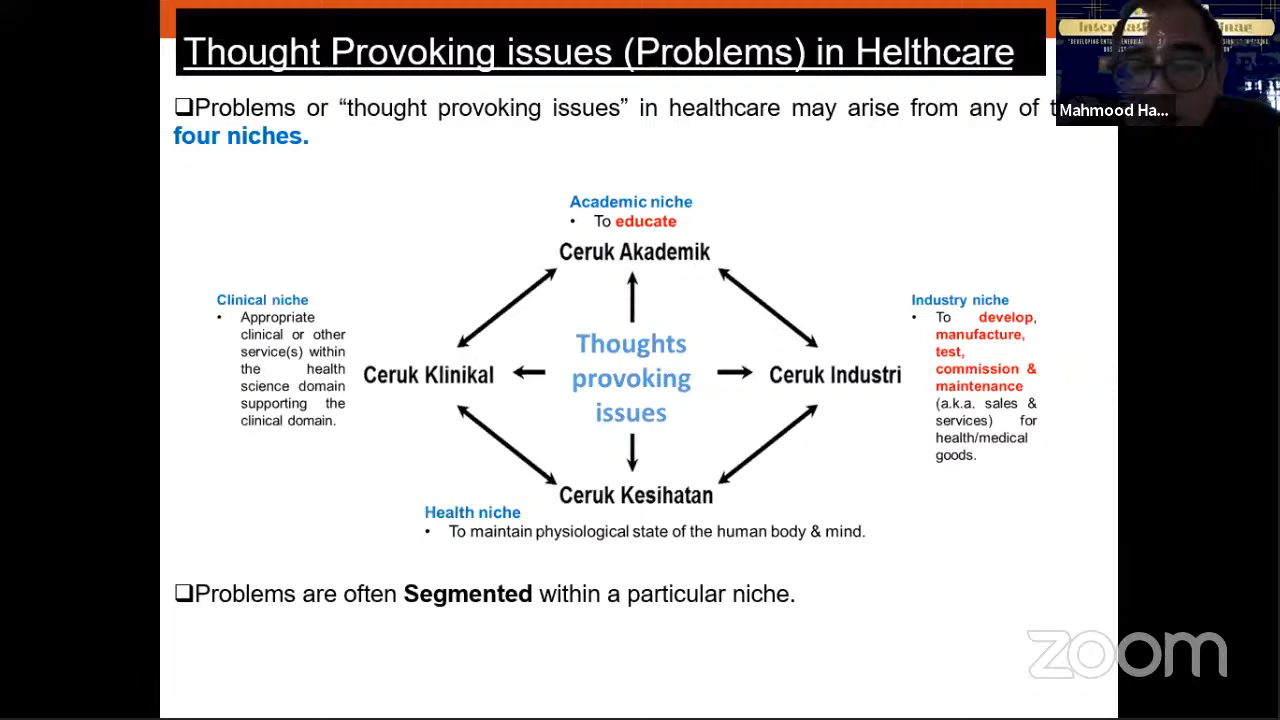 Thought Provoking issues (Problems) in Helthcare
❑Problems or “thought provoking issues” in healthcare may arise from any of
four niches.
Mahmood Ha...
Academic niche
• To educate
Ceruk Akademik
Clinical niche
• Appropriate
clinical or other
service(s) within
the health
science domain
supporting the
clinical domain.
Ceruk Klinikal
Thoughts
provoking
issues
Ceruk Industri
Industry niche
• To develop,
manufacture,
test,
commission &
maintenance
(a.k.a. sales &
services) for
health/medical
goods.
Ceruk Kesihatan
Health niche
• To maintain physiological state of the human body & mind.
❑Problems are often Segmented within a particular niche.
zoom